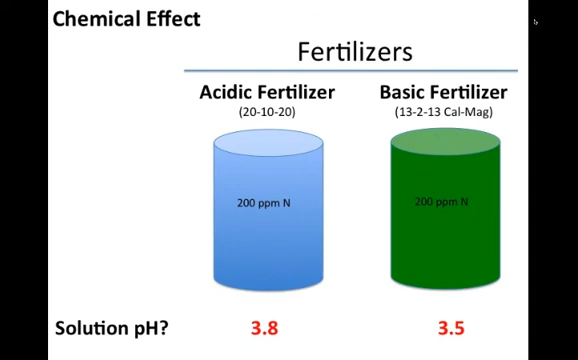 Chemical Effect
Fertilizers
Acidic Fertilizer Basic Fertilizer
(20-10-20) (13-2-13 Cal-Mag)
200 ppm N 200 ppm N
Solution pH? 3.8 3.5